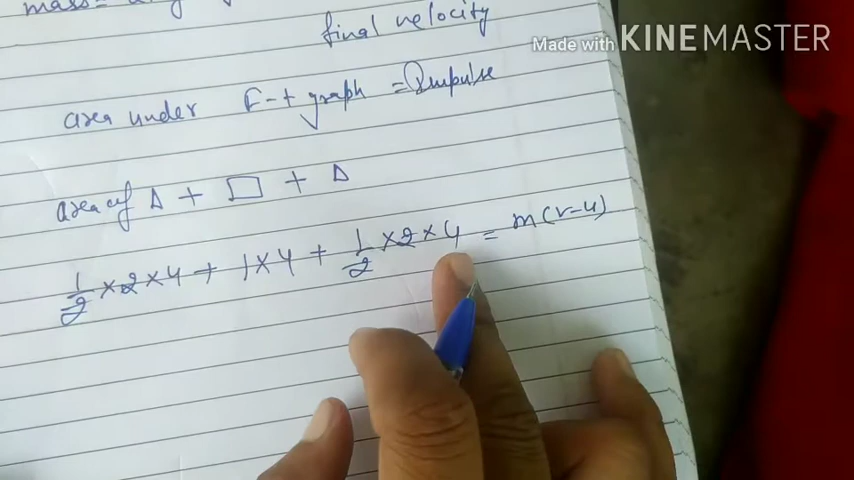 mass=
final velocity
Made with KINEMASTER
area under F-t graph = Impulse
area of Δ + □ + Δ
1/2 ×2×4 + 1×4 + 1/2 ×2×4 = m(v-u)